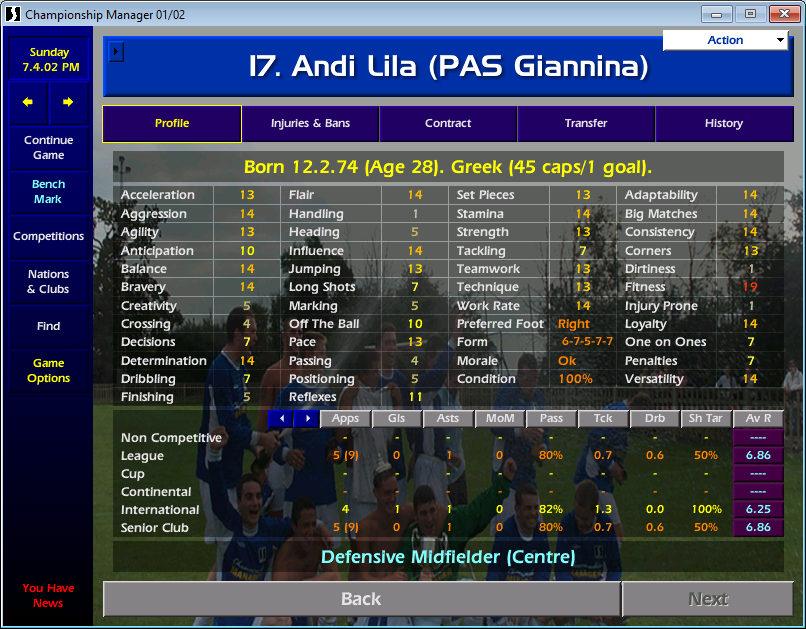 Championship Manager 01/02
Sunday
7.4.02 PM
Continue
Game
Bench
Mark
Competitions
Nations
& Clubs
Find
Game
Options
You Have
News
Action
17. Andi Lila (PAS Giannina)
Profile Injuries & Bans Contract Transfer History
Born 12.2.74 (Age 28). Greek (45 caps/1 goal).
Acceleration 13 Flair 14 Set Pieces 13 Adaptability 14
Aggression 14 Handling 1 Stamina 14 Big Matches 14
Agility 13 Heading 5 Strength 13 Consistency 14
Anticipation 10 Influence 14 Tackling 7 Corners 13
Balance 14 Jumping 13 Teamwork 13 Dirtiness 1
Bravery 14 Long Shots 7 Technique 13 Fitness 19
Creativity 5 Marking 5 Work Rate 14 Injury Prone 1
Crossing 4 Off The Ball 10 Preferred Foot Right Loyalty 14
Decisions 7 Pace 13 Form 6-7-5-7-7 One on Ones 7
Determination 14 Passing 4 Morale Ok Penalties 7
Dribbling 7 Positioning 5 Condition 100% Versatility 14
Finishing 5 Reflexes 11
Apps Gls Asts MoM Pass Tck Drb Sh Tar Av R
Non Competitive - - - - - - - - ----
League 5 (9) 0 1 0 80% 0.7 0.6 50% 6.86
Cup - - - - - - - - ----
Continental - - - - - - - - ----
International 4 1 1 0 82% 1.3 0.0 100% 6.25
Senior Club 5 (9) 0 1 0 80% 0.7 0.6 50% 6.86
Defensive Midfielder (Centre)
Back Next